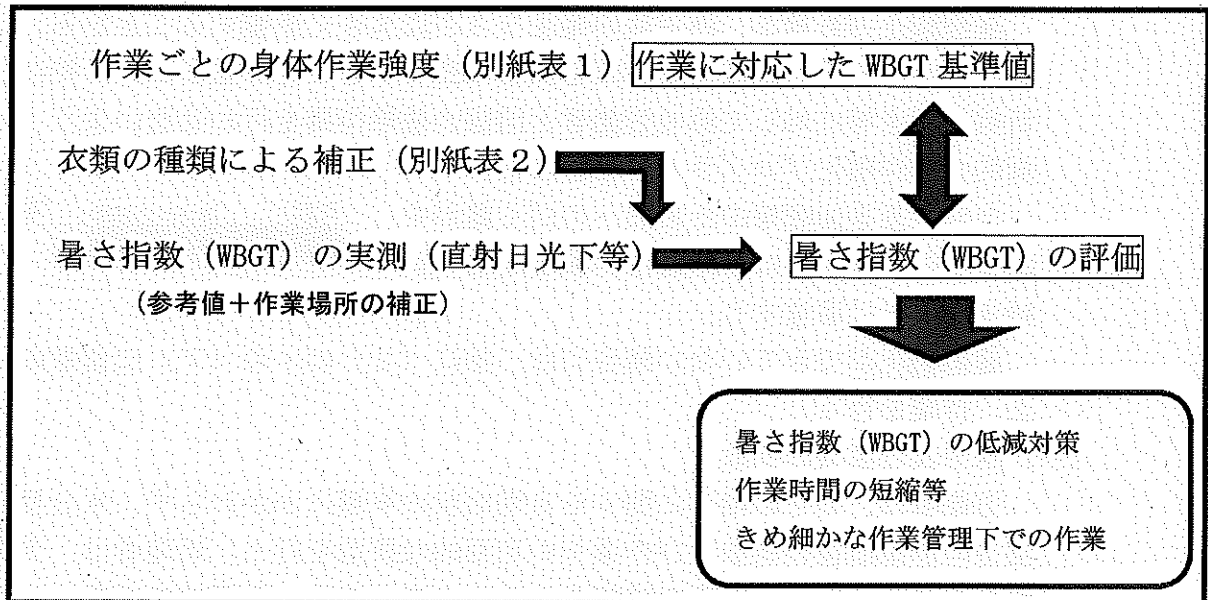 作業ごとの身体作業強度（別紙表１）作業に対応した WBGT 基準値
衣類の種類による補正（別紙表２）
暑さ指数（WBGT）の実測（直射日光下等）暑さ指数（WBGT）の評価
（参考値＋作業場所の補正）
暑さ指数（WBGT）の低減対策
作業時間の短縮等
きめ細かな作業管理下での作業